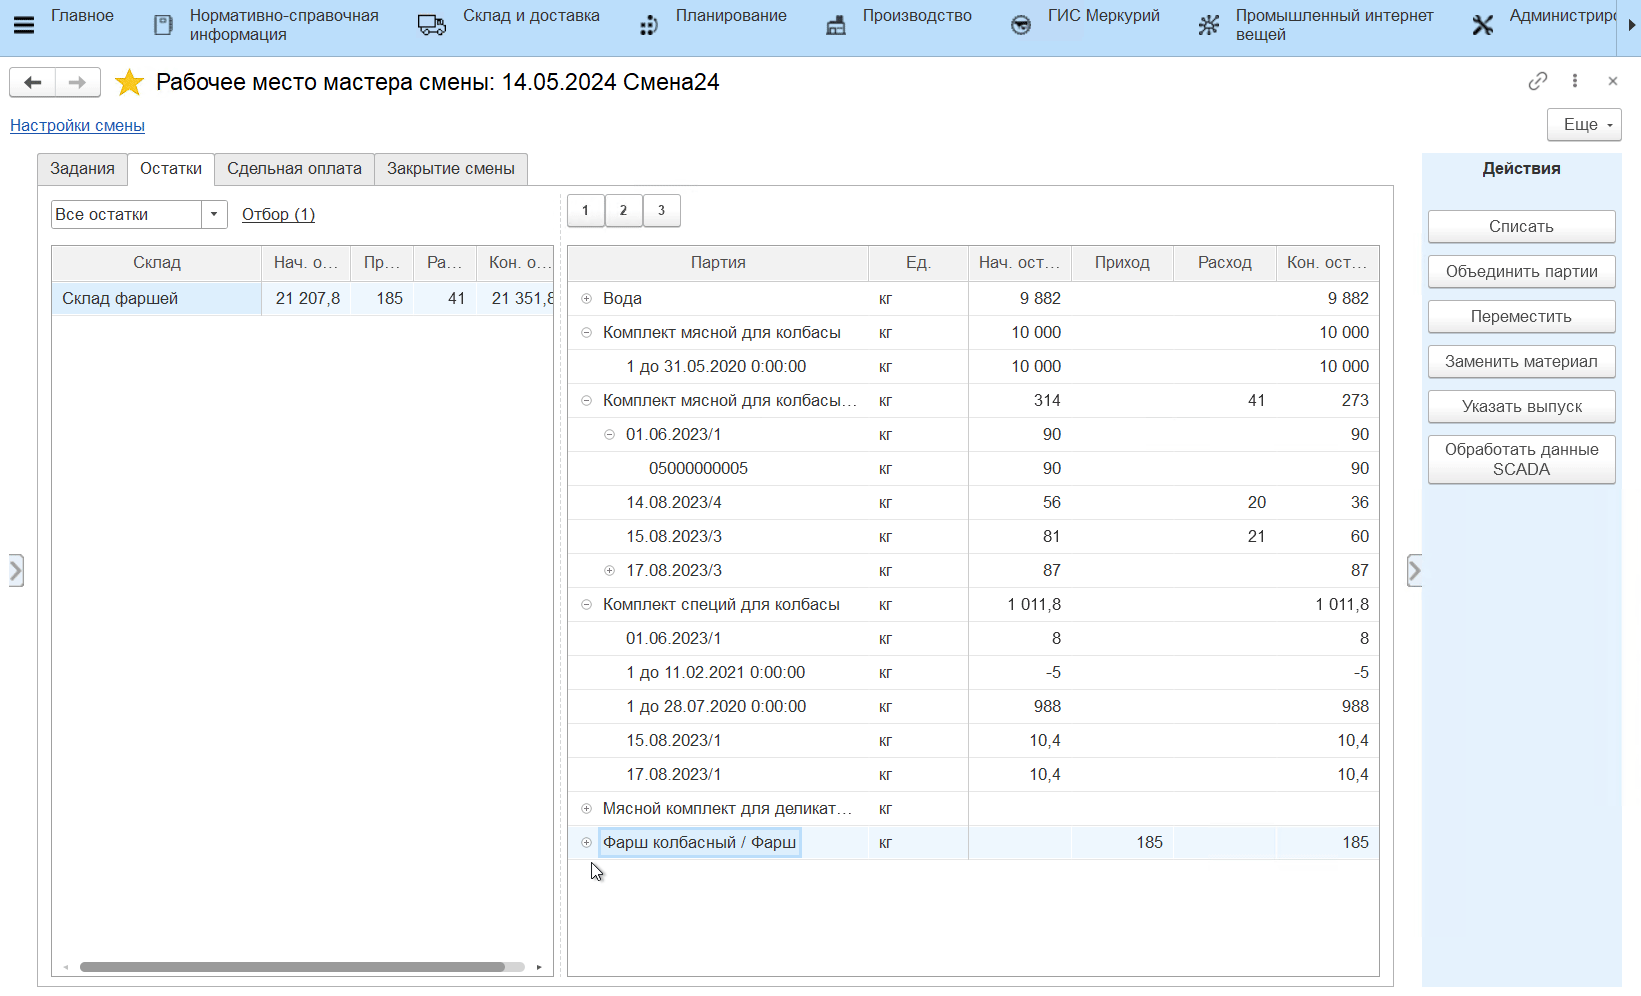 Главное
Нормативно-справочная
информация
Склад и доставка
Планирование
Производство
ГИС Меркурий
Промышленный интернет
вещей
Администрир
Рабочее место мастера смены: 14.05.2024 Смена24
Настройки смены
Еще
Задания Остатки Сдельная оплата Закрытие смены
Действия
Все остатки Отбор (1)
1 2 3
Склад Нач. о... Пр... Ра... Кон. о...
Склад фаршей 21 207,8 185 41 21 351,8
Партия Ед. Нач. ост... Приход Расход Кон. ост...
Вода кг 9 882 9 882
Комплект мясной для колбасы кг 10 000 10 000
1 до 31.05.2020 0:00:00 кг 10 000 10 000
Комплект мясной для колбасы... кг 314 41 273
01.06.2023/1 кг 90 90
05000000005 кг 90 90
14.08.2023/4 кг 56 20 36
15.08.2023/3 кг 81 21 60
17.08.2023/3 кг 87 87
Комплект специй для колбасы кг 1 011,8 1 011,8
01.06.2023/1 кг 8 8
1 до 11.02.2021 0:00:00 кг -5 -5
1 до 28.07.2020 0:00:00 кг 988 988
15.08.2023/1 кг 10,4 10,4
17.08.2023/1 кг 10,4 10,4
Мясной комплект для деликат... кг
Фарш колбасный / Фарш кг 185 185
Списать
Объединить партии
Переместить
Заменить материал
Указать выпуск
Обработать данные
SCADA